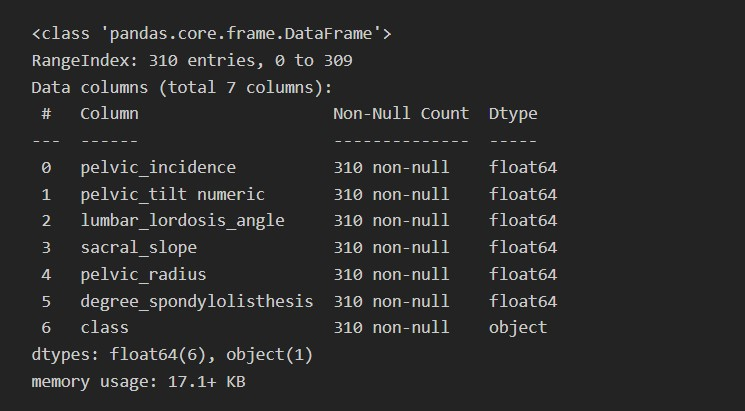 <class 'pandas.core.frame.DataFrame'>
RangeIndex: 310 entries, 0 to 309
Data columns (total 7 columns):
 #   Column                    Non-Null Count  Dtype
---  ------                    --------------  -----
 0   pelvic_incidence          310 non-null    float64
 1   pelvic_tilt numeric       310 non-null    float64
 2   lumbar_lordosis_angle     310 non-null    float64
 3   sacral_slope              310 non-null    float64
 4   pelvic_radius             310 non-null    float64
 5   degree_spondylolisthesis  310 non-null    float64
 6   class                     310 non-null    object
dtypes: float64(6), object(1)
memory usage: 17.1+ KB